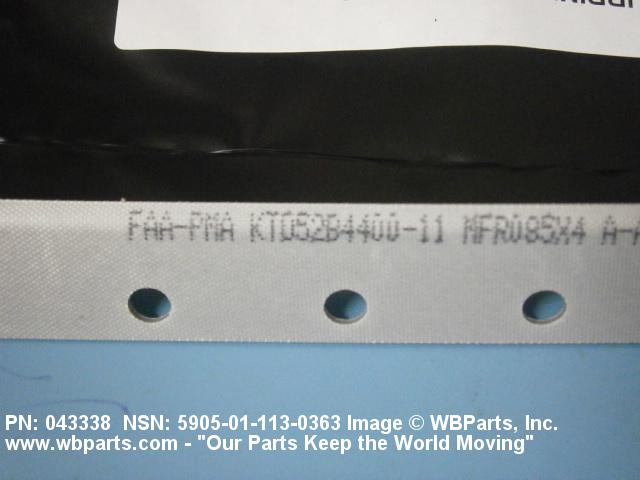 FAA-PMA KTD52B4400-11 MFR085X4 A-A
PN: 043338 NSN: 5905-01-113-0363 Image © WBParts, Inc.
www.wbparts.com - "Our Parts Keep the World Moving"